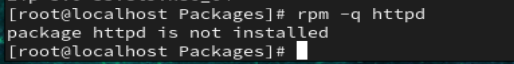 [root@localhost Packages]# rpm -q httpd
package httpd is not installed
[root@localhost Packages]#